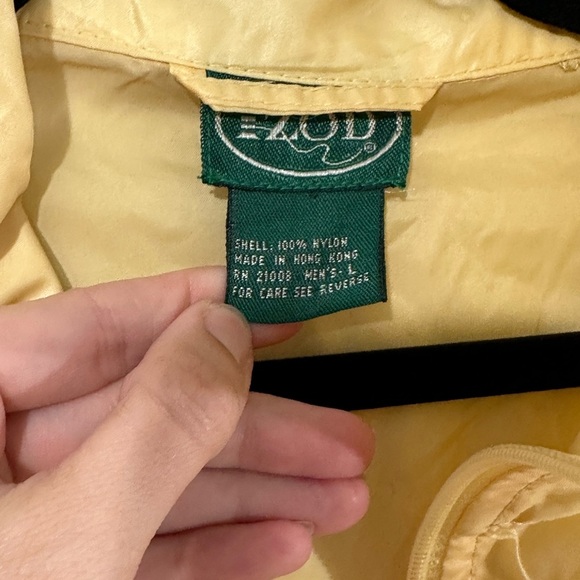 IZOD
®
SHELL: 100% NYLON
MADE IN HONG KONG
RN 21008 MEN'S- L
FOR CARE SEE REVERSE